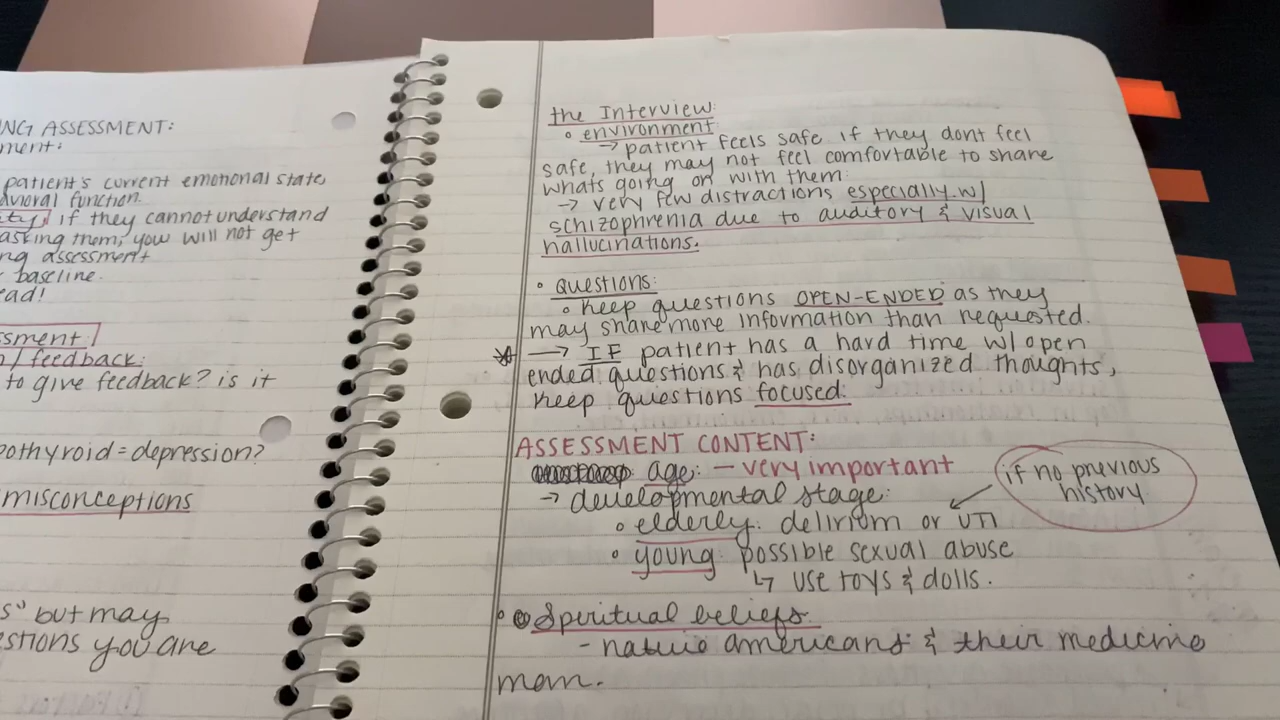 NG ASSESSMENT:
ment:
patient's current emotional state,
avioral function.
ty, if they cannot understand
asking them, you will not get
ng assessment
baseline.
ead!
ssment
n/feedback:
to give feedback? is it
pothyroid = depression?
misconceptions
s" but may
estions you are
the Interview:
◦ environment:
→ patient feels safe if they dont feel
safe, they may not feel comfortable to share
whats going on with them.
→ very few distractions especially w/
schizophrenia due to auditory & visual
hallucinations.
◦ Questions:
◦ Keep questions OPEN-ENDED as they
may share more information than requested.
* → IF patient has a hard time w/ open
ended questions & has disorganized thoughts,
keep questions focused.
ASSESSMENT CONTENT:
age: - very important
→ developmental stage:
◦ elderly: delirium or UTI
if no previous
history
◦ young: possible sexual abuse
↳ use toys & dolls.
◦ Spiritual beliefs:
- native americans & their medicine
man.